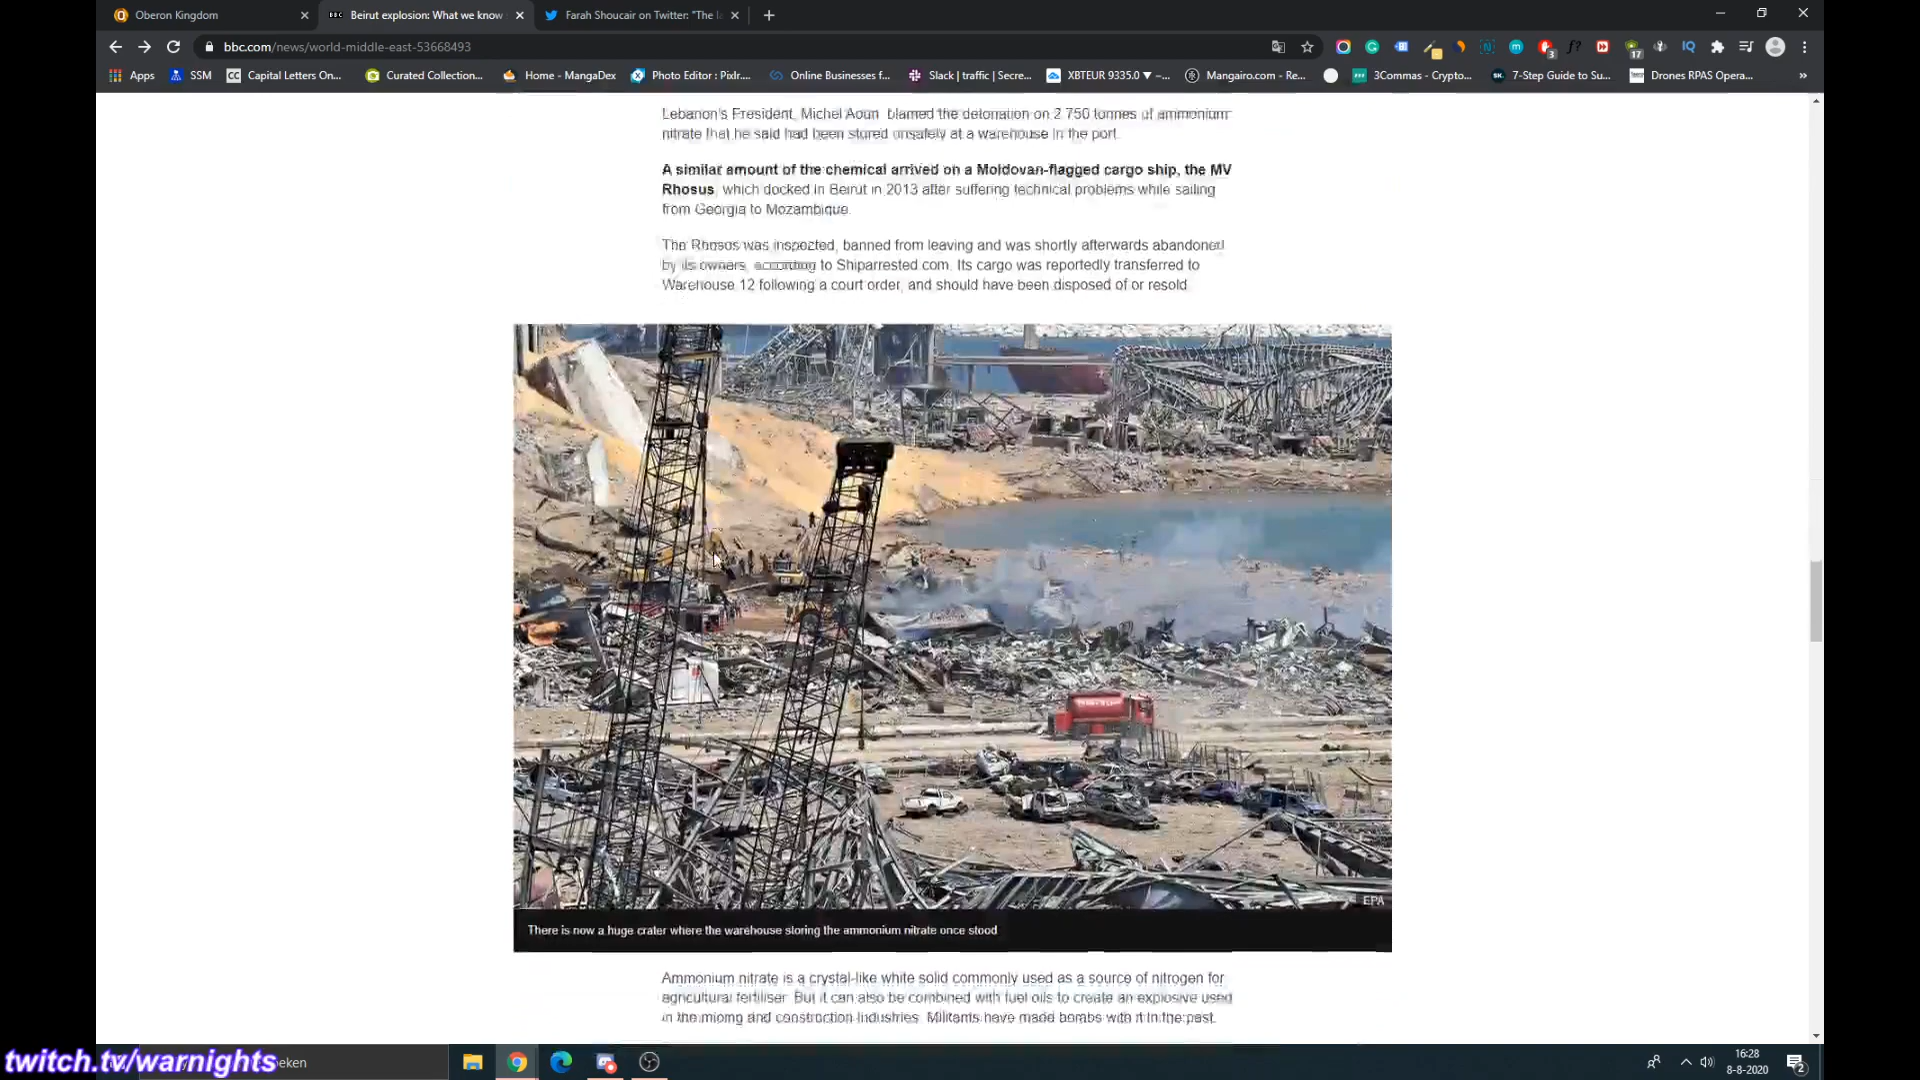 Oberon Kingdom
Beirut explosion: What we know
Farah Shoucair on Twitter: "The l
bbc.com/news/world-middle-east-53668493
Apps
SSM
Capital Letters On...
Curated Collection...
Home - MangaDex
Photo Editor : Pixlr...
Online Businesses f...
Slack | traffic | Secre...
XBTEUR 9335.0 ▼ –...
Mangairo.com - Re...
3Commas - Crypto...
7-Step Guide to Su...
Drones RPAS Opera...
Lebanon's President, Michel Aoun blamed the detonation on 2 750 tonnes of ammonium
nitrate that he said had been stored unsafely at a warehouse in the port.
A similar amount of the chemical arrived on a Moldovan-flagged cargo ship, the MV
Rhosus, which docked in Beirut in 2013 after suffering technical problems while sailing
from Georgia to Mozambique.
The Rhosus was inspected, banned from leaving and was shortly afterwards abandoned
by its owners, according to Shiparrested.com. Its cargo was reportedly transferred to
Warehouse 12 following a court order, and should have been disposed of or resold
EPA
There is now a huge crater where the warehouse storing the ammonium nitrate once stood
Ammonium nitrate is a crystal-like white solid commonly used as a source of nitrogen for
agricultural fertiliser. But it can also be combined with fuel oils to create an explosive used
in the mining and construction industries. Militants have made bombs with it in the past.
twitch.tv/warnights
eken
16:28
8-8-2020